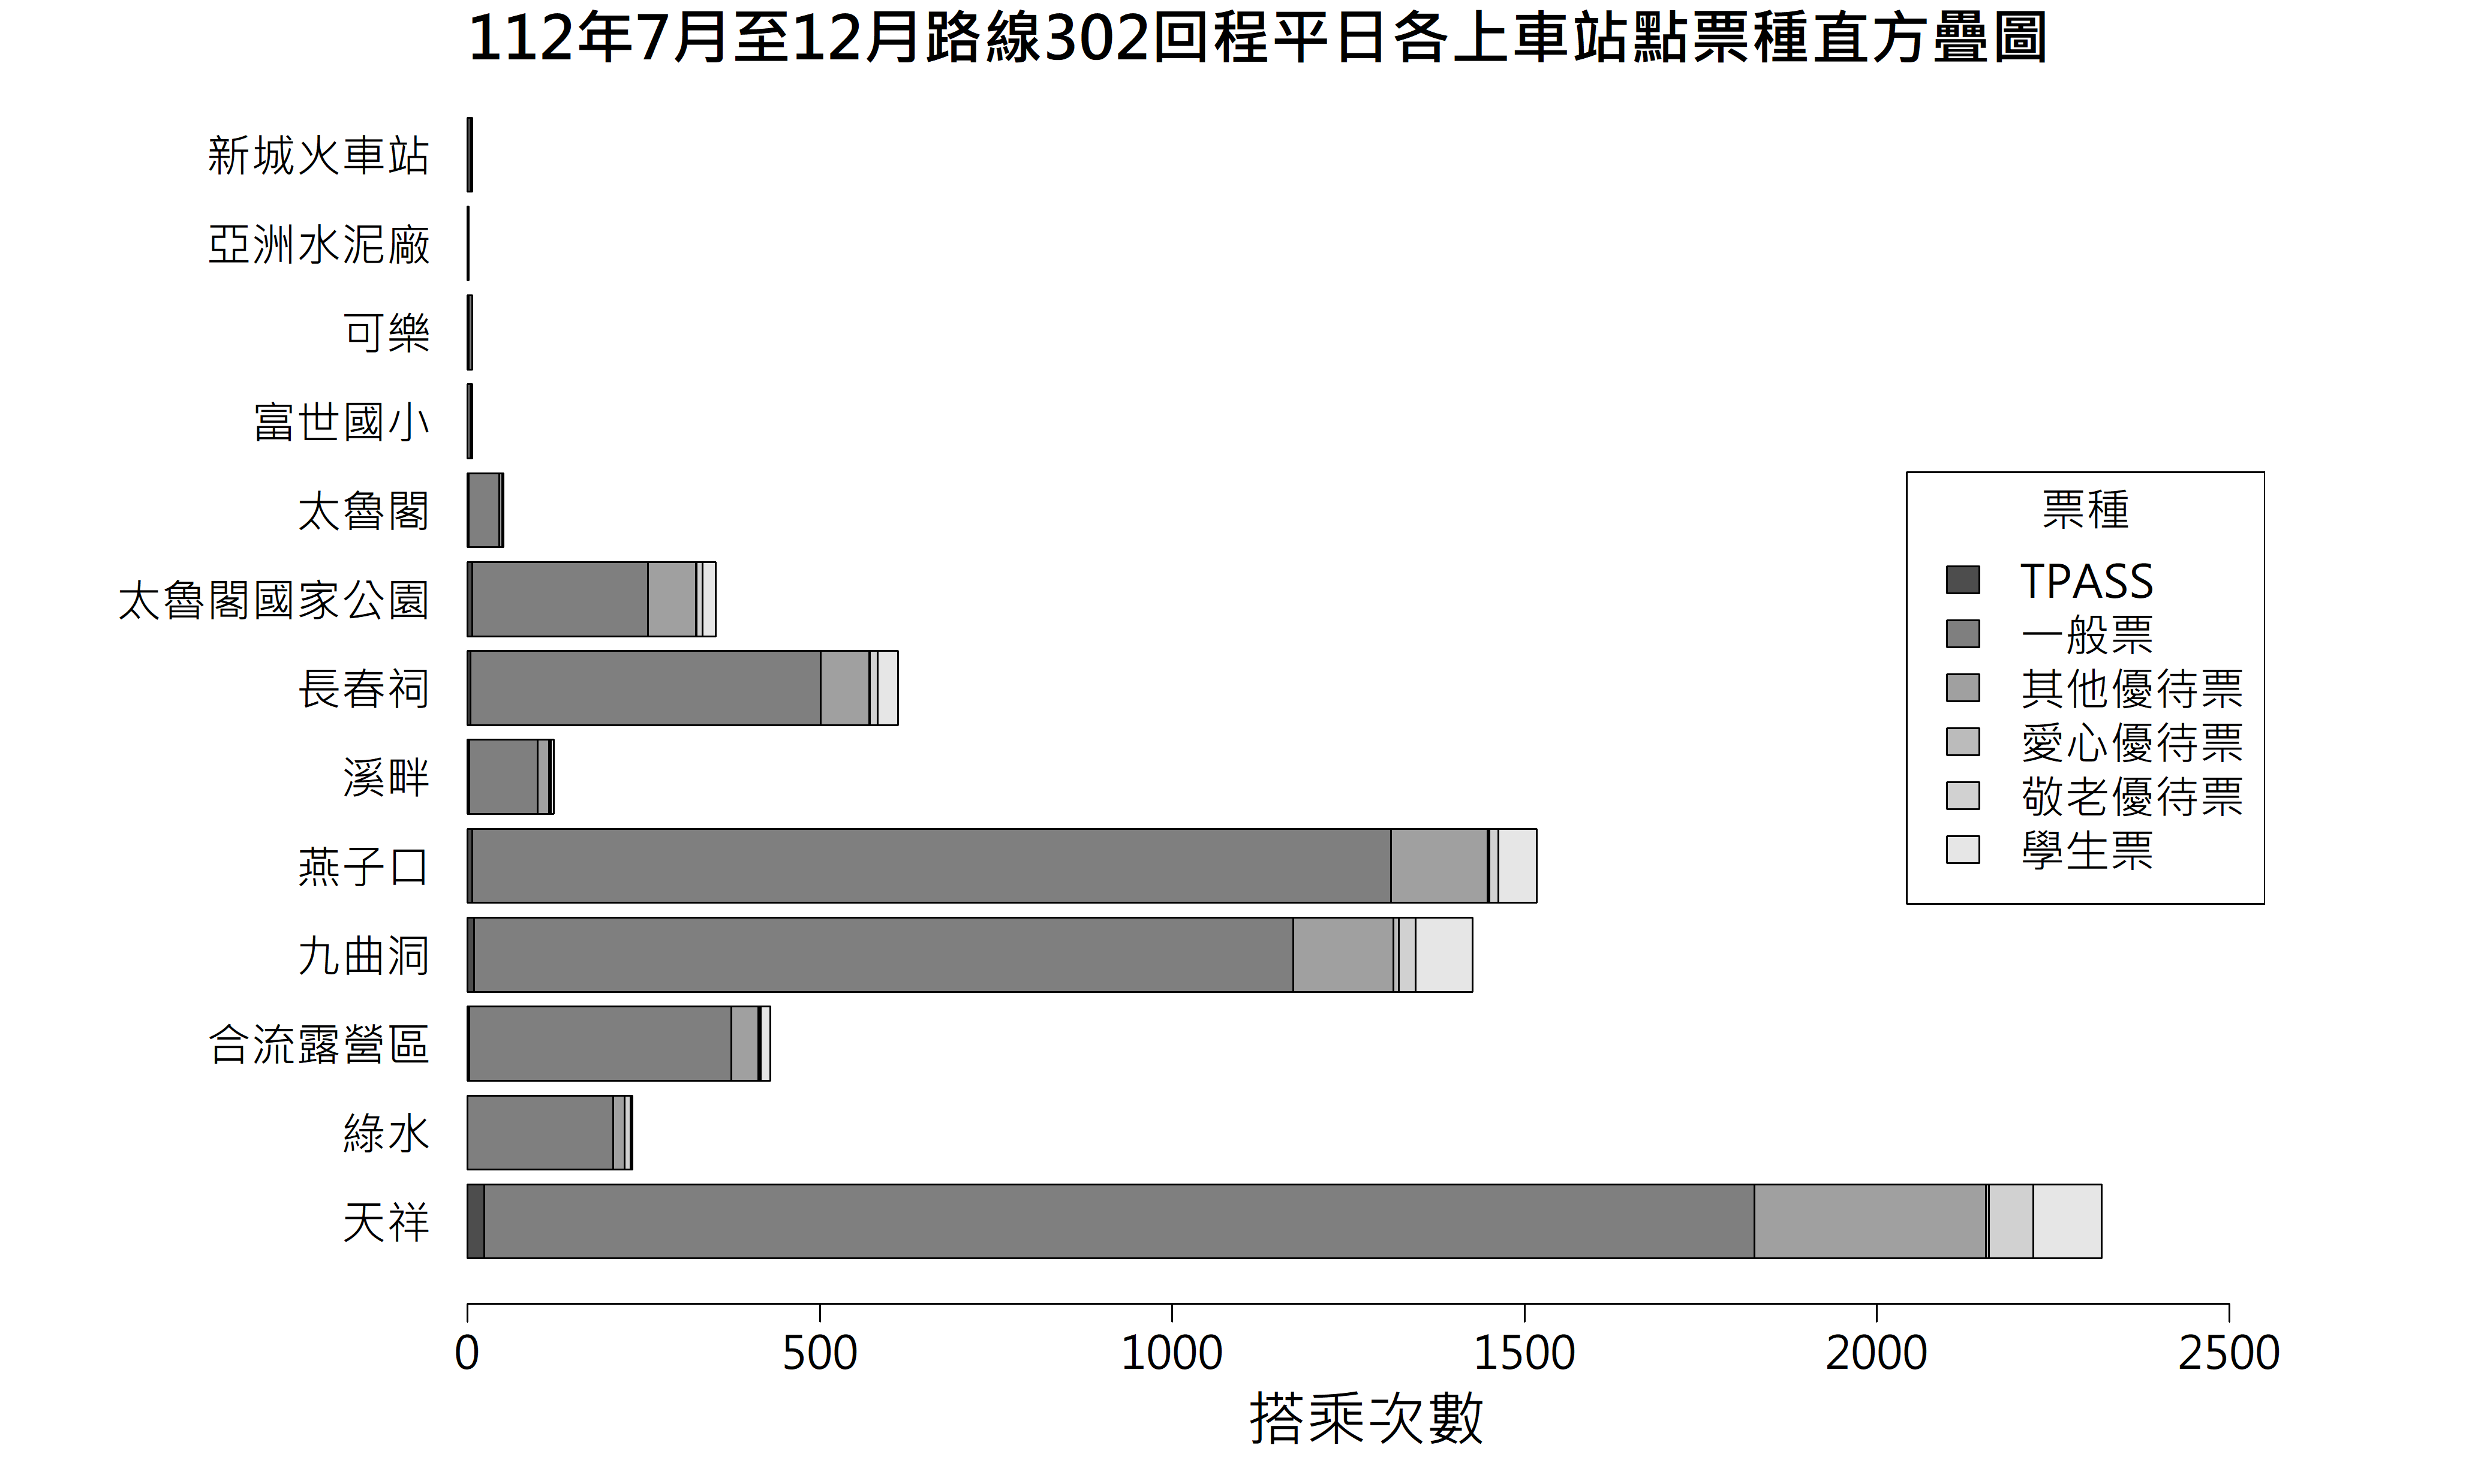 112年7月至12月路線302回程平日各上車站點票種直方疊圖
新城火車站
亞洲水泥廠
可樂
富世國小
太魯閣
太魯閣國家公園
長春祠
溪畔
燕子口
九曲洞
合流露營區
綠水
天祥
票種
TPASS
一般票
其他優待票
愛心優待票
敬老優待票
學生票
0 500 1000 1500 2000 2500
搭乘次數